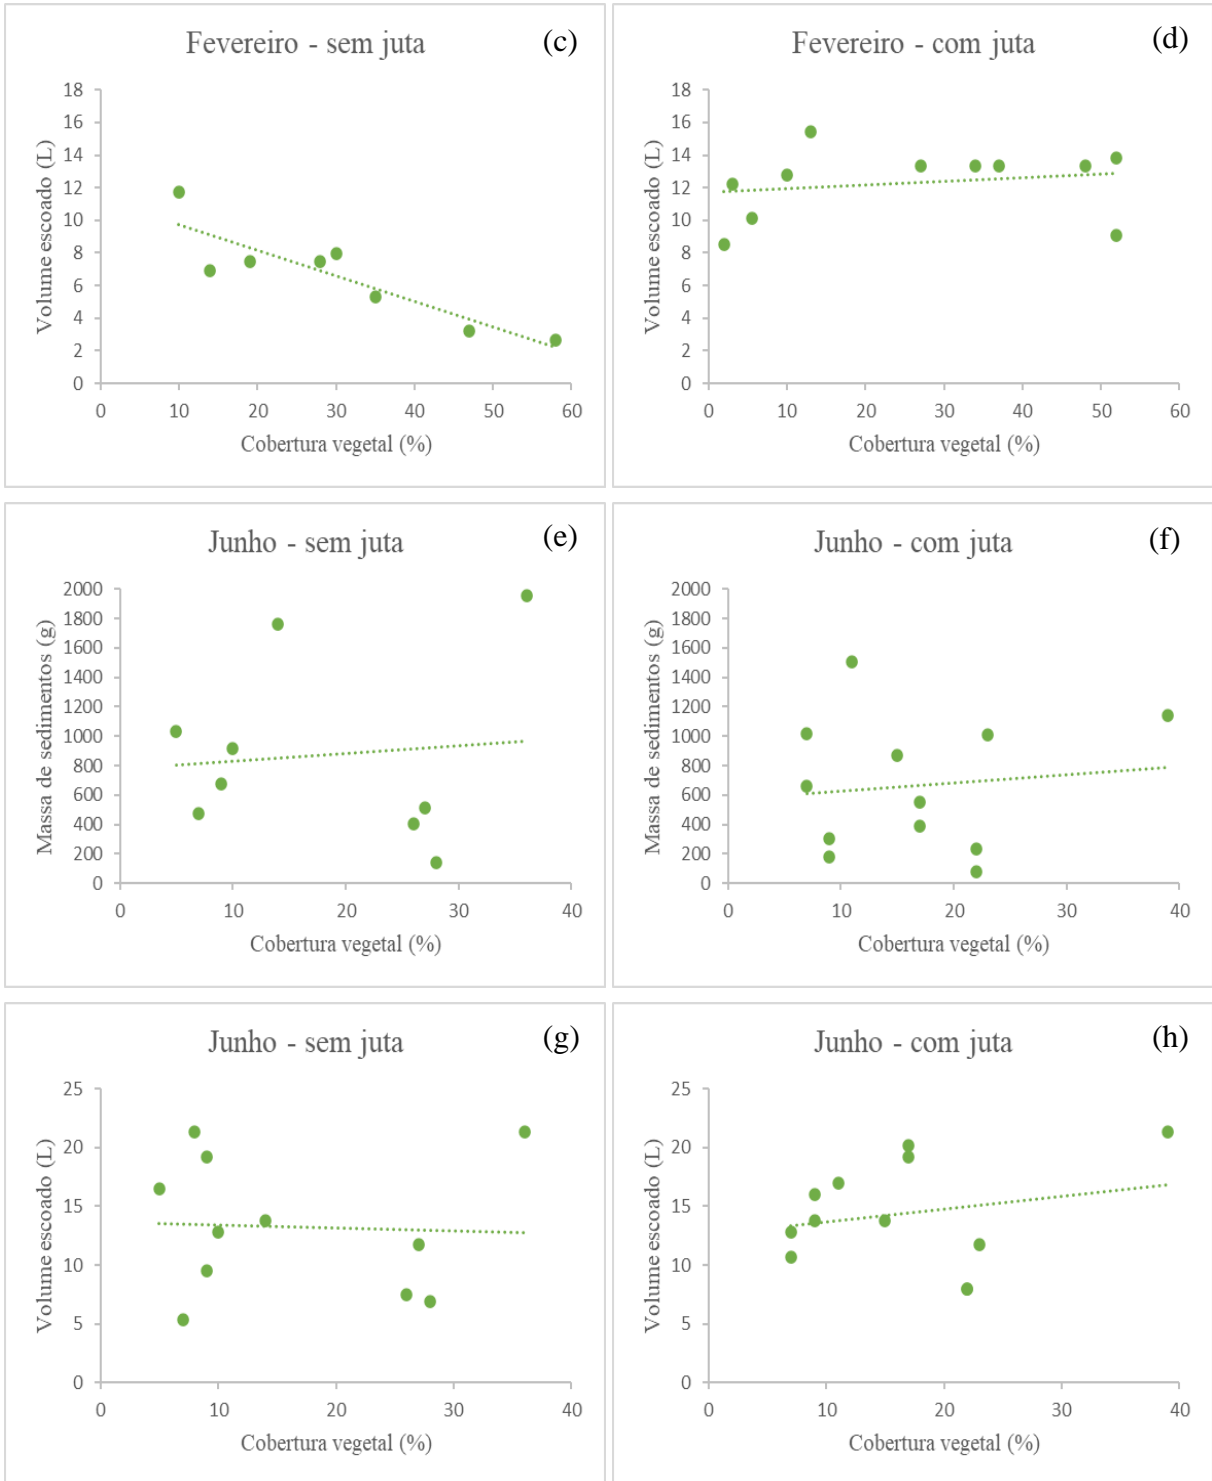 Fevereiro - sem juta (c)
18
16
14
12
10
8
6
4
2
0
Volume escoado (L)
0 10 20 30 40 50 60
Cobertura vegetal (%)
Fevereiro - com juta (d)
18
16
14
12
10
8
6
4
2
0
Volume escoado (L)
0 10 20 30 40 50 60
Cobertura vegetal (%)
Junho - sem juta (e)
2000
1800
1600
1400
1200
1000
800
600
400
200
0
Massa de sedimentos (g)
0 10 20 30 40
Cobertura vegetal (%)
Junho - com juta (f)
2000
1800
1600
1400
1200
1000
800
600
400
200
0
Massa de sedimentos (g)
0 10 20 30 40
Cobertura vegetal (%)
Junho - sem juta (g)
25
20
15
10
5
0
Volume escoado (L)
0 10 20 30 40
Cobertura vegetal (%)
Junho - com juta (h)
25
20
15
10
5
0
Volume escoado (L)
0 10 20 30 40
Cobertura vegetal (%)